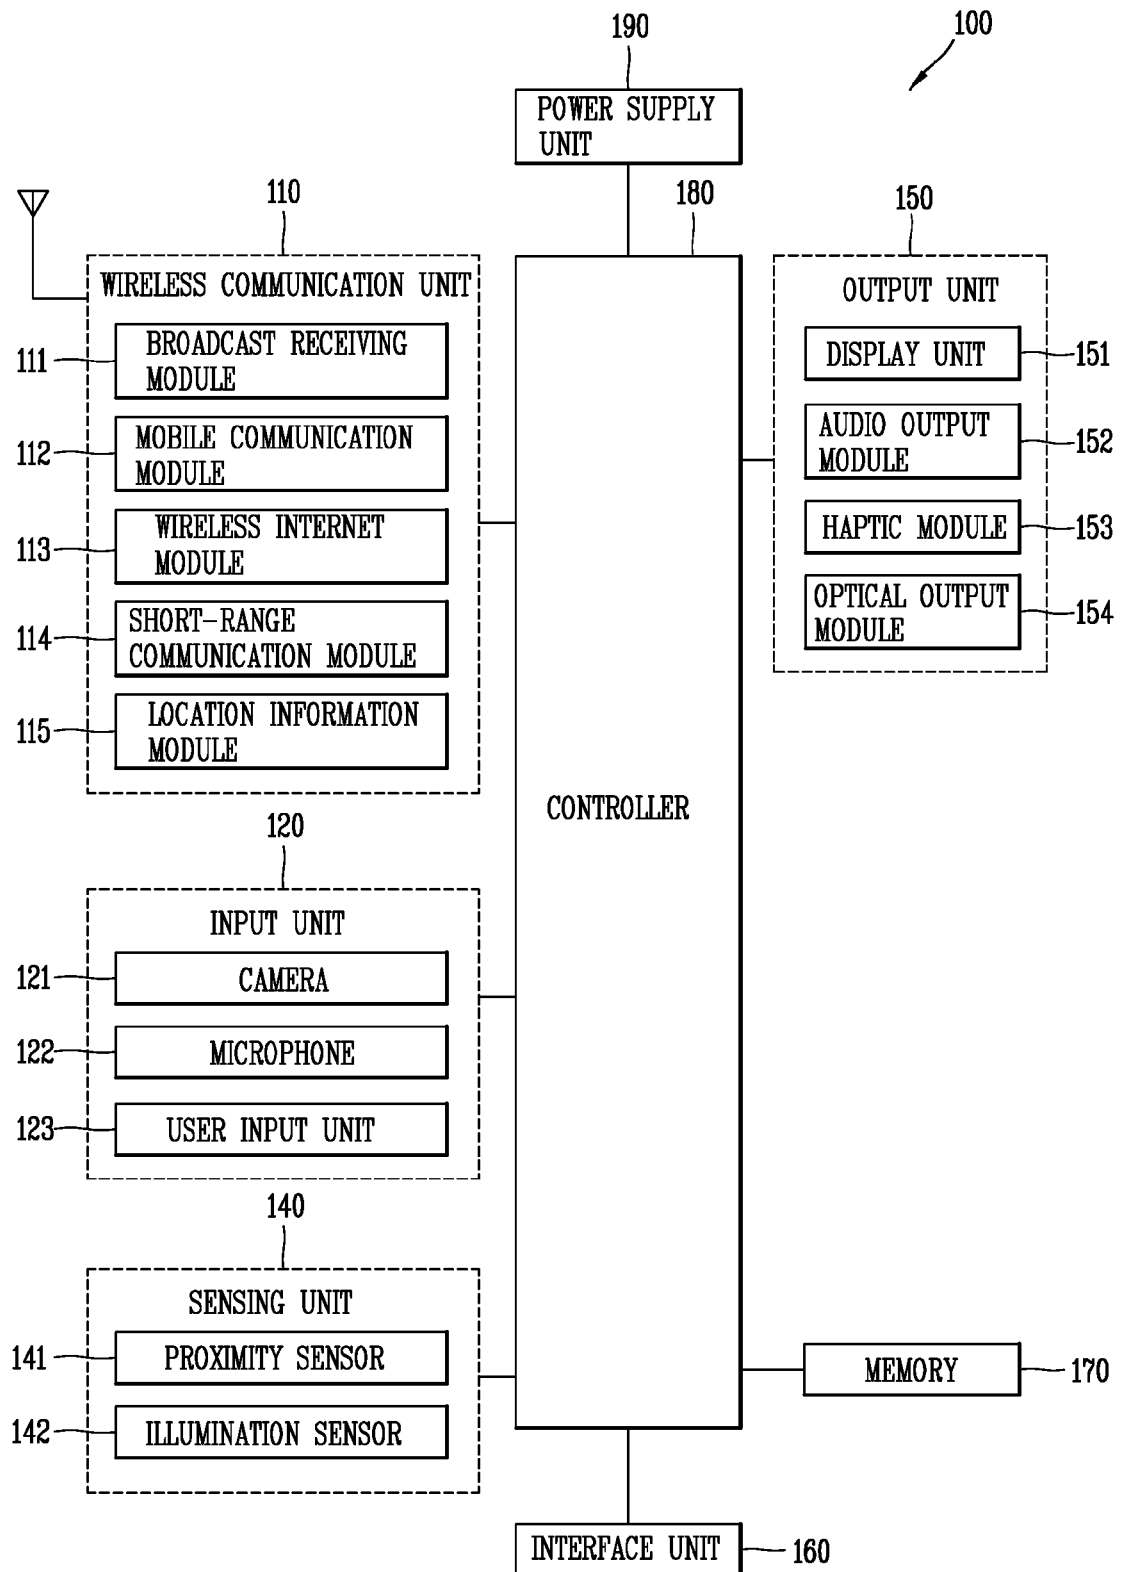 190
100
POWER SUPPLY
UNIT
110
180
150
WIRELESS COMMUNICATION UNIT
111
BROADCAST RECEIVING
MODULE
112
MOBILE COMMUNICATION
MODULE
113
WIRELESS INTERNET
MODULE
114
SHORT-RANGE
COMMUNICATION MODULE
115
LOCATION INFORMATION
MODULE
OUTPUT UNIT
DISPLAY UNIT
151
AUDIO OUTPUT
MODULE
152
HAPTIC MODULE
153
OPTICAL OUTPUT
MODULE
154
CONTROLLER
120
INPUT UNIT
121
CAMERA
122
MICROPHONE
123
USER INPUT UNIT
140
SENSING UNIT
141
PROXIMITY SENSOR
142
ILLUMINATION SENSOR
MEMORY
170
INTERFACE UNIT
160